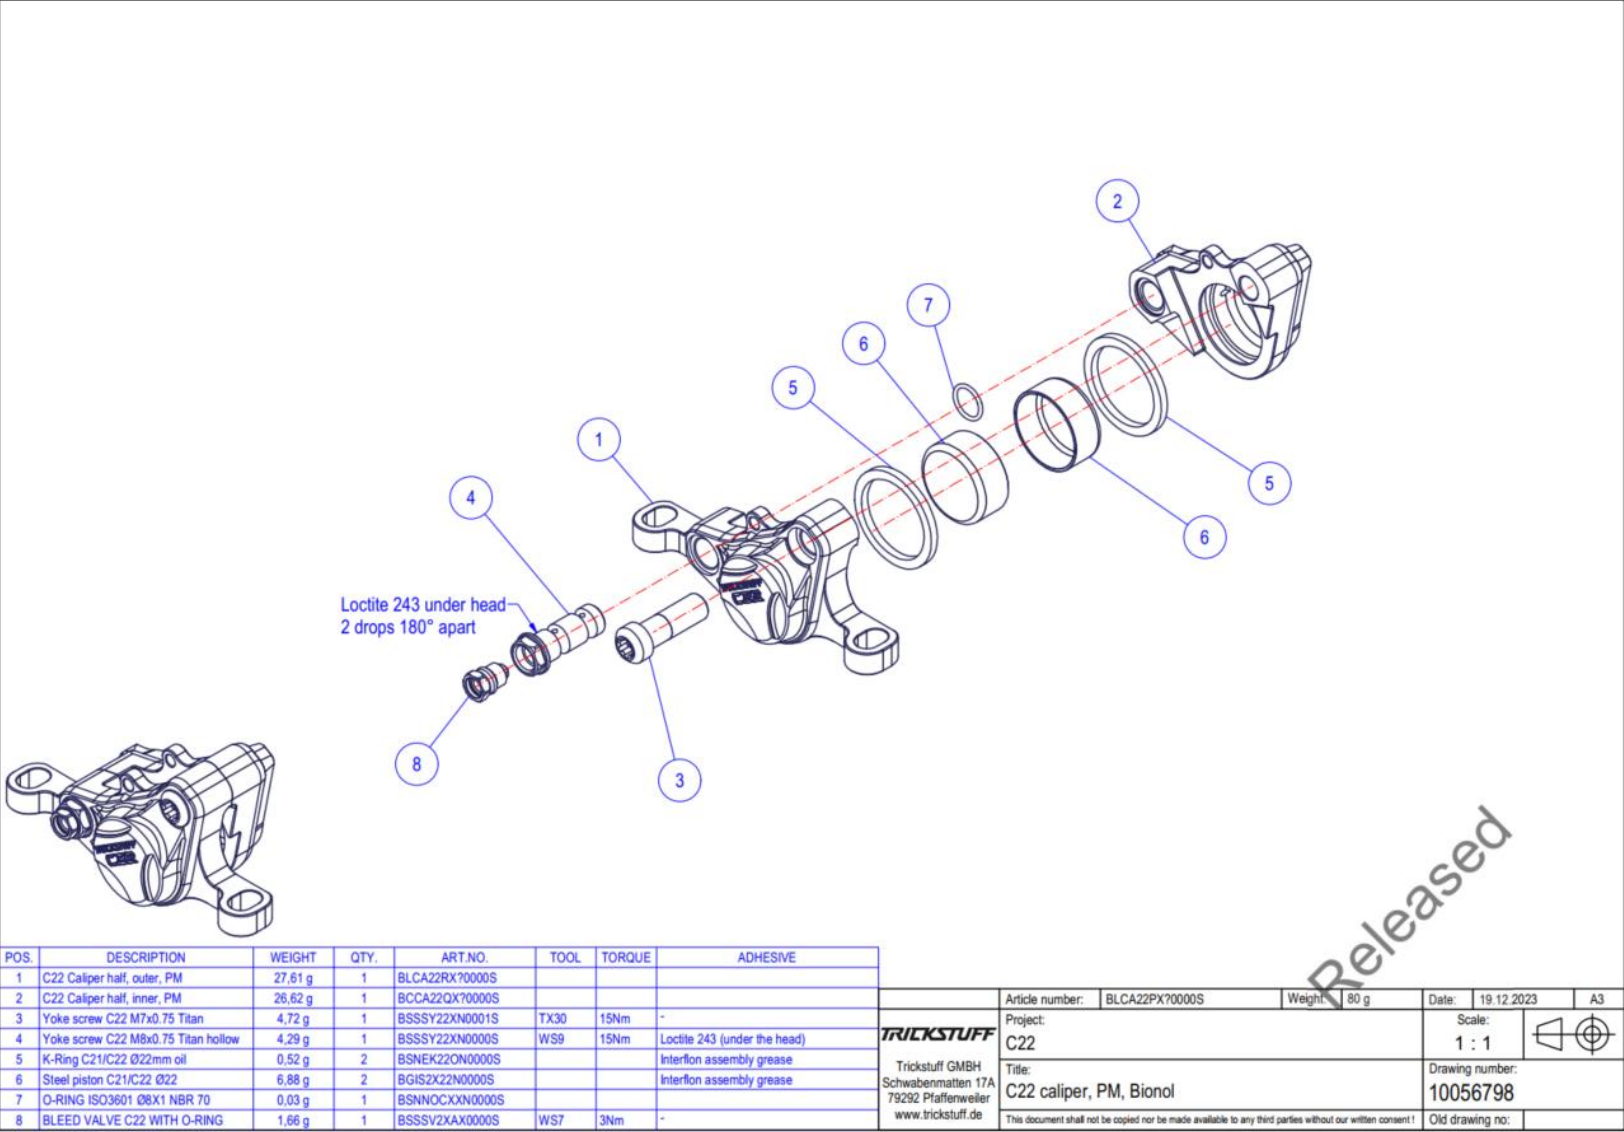 2
7
6
5
1
4
5
6
Loctite 243 under head
2 drops 180° apart
8
3
Released
POS. DESCRIPTION WEIGHT QTY. ART.NO. TOOL TORQUE ADHESIVE
1 C22 Caliper half, outer, PM 27,61 g 1 BLCA22RX?0000S
2 C22 Caliper half, inner, PM 26,62 g 1 BCCA22QX?0000S
3 Yoke screw C22 M7x0.75 Titan 4,72 g 1 BSSSY22XN0001S TX30 15Nm -
4 Yoke screw C22 M8x0.75 Titan hollow 4,29 g 1 BSSSY22XN0000S WS9 15Nm Loctite 243 (under the head)
5 K-Ring C21/C22 Ø22mm oil 0,52 g 2 BSNEK22ON0000S Interflon assembly grease
6 Steel piston C21/C22 Ø22 6,88 g 2 BGIS2X22N0000S Interflon assembly grease
7 O-RING ISO3601 Ø8X1 NBR 70 0,03 g 1 BSNNOCXXN0000S
8 BLEED VALVE C22 WITH O-RING 1,66 g 1 BSSSV2XAX0000S WS7 3Nm -
Article number: BLCA22PX?0000S Weight: 80 g Date: 19.12.2023 A3
TRICKSTUFF
Trickstuff GMBH
Schwabenmatten 17A
79292 Pfaffenweiler
www.trickstuff.de
Project:
C22
Scale:
1 : 1
Title:
C22 caliper, PM, Bionol
Drawing number:
10056798
This document shall not be copied nor be made available to any third parties without our written consent !
Old drawing no: